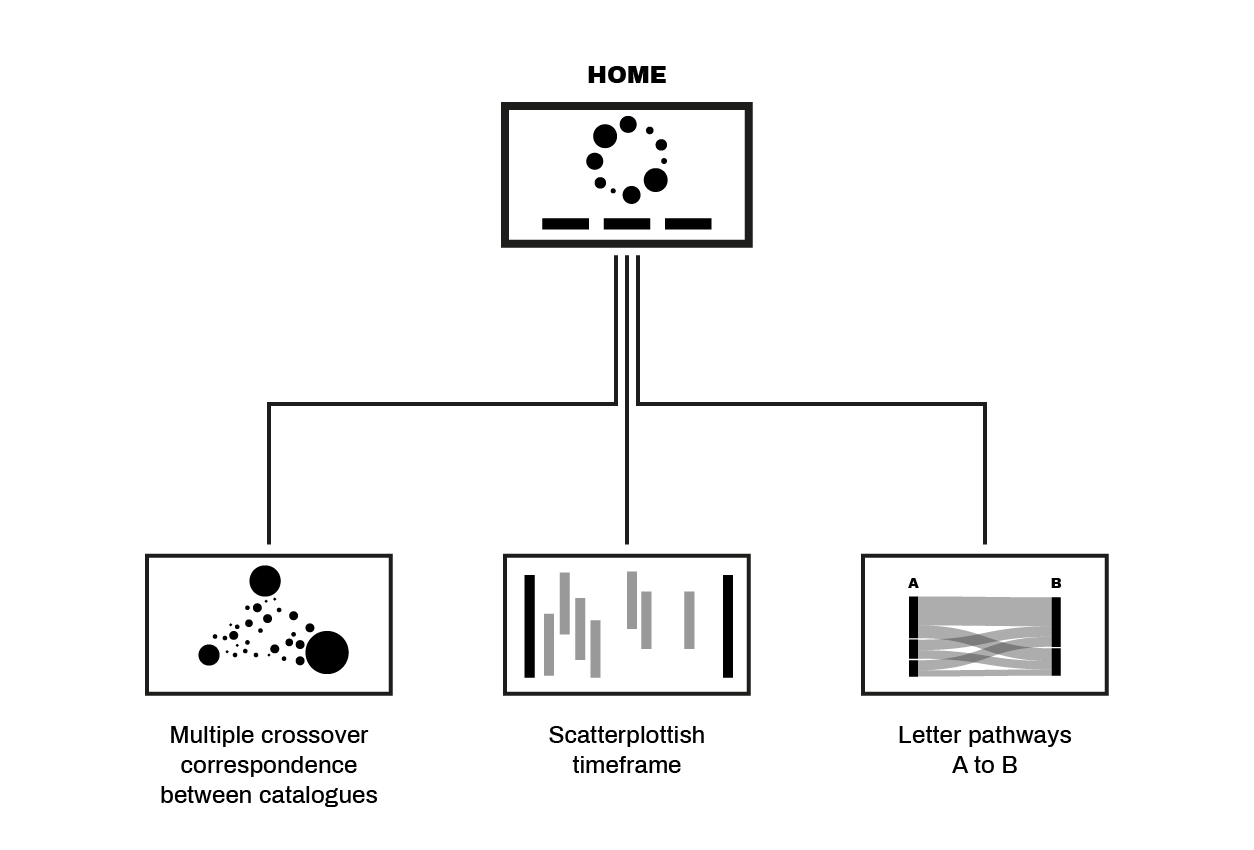 HOME
A
B
Multiple crossover
correspondence
between catalogues
Scatterplottish
timeframe
Letter pathways
A to B